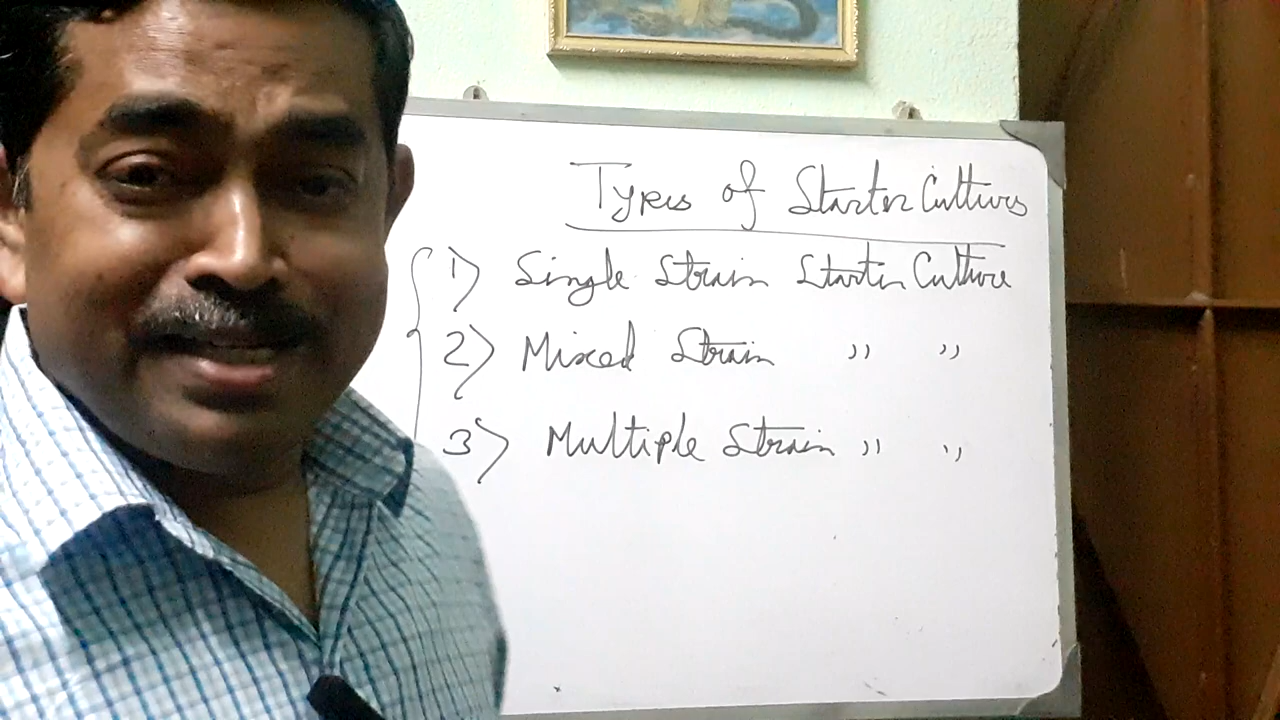 Types of Starter Cultures
1) Single Strain Starter Culture
2) Mixed Strain ,, ,,
3) Multiple Strain ,, ,,